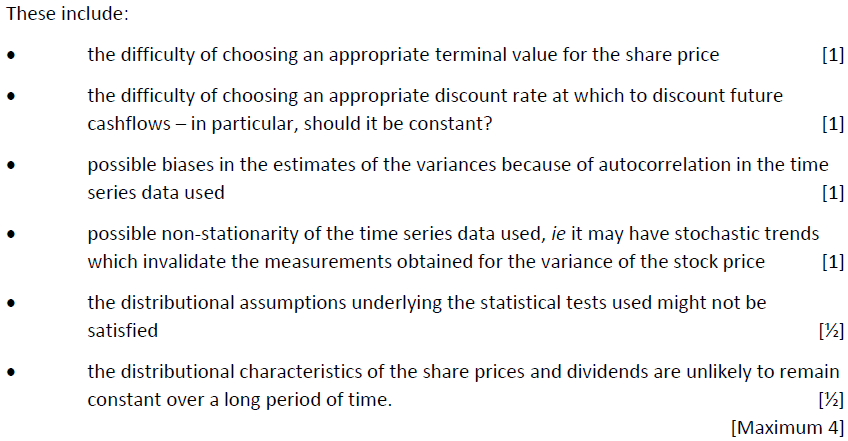 These include:
• the difficulty of choosing an appropriate terminal value for the share price [1]
• the difficulty of choosing an appropriate discount rate at which to discount future
cashflows – in particular, should it be constant? [1]
• possible biases in the estimates of the variances because of autocorrelation in the time
series data used [1]
• possible non-stationarity of the time series data used, ie it may have stochastic trends
which invalidate the measurements obtained for the variance of the stock price [1]
• the distributional assumptions underlying the statistical tests used might not be
satisfied [½]
• the distributional characteristics of the share prices and dividends are unlikely to remain
constant over a long period of time. [½]
[Maximum 4]